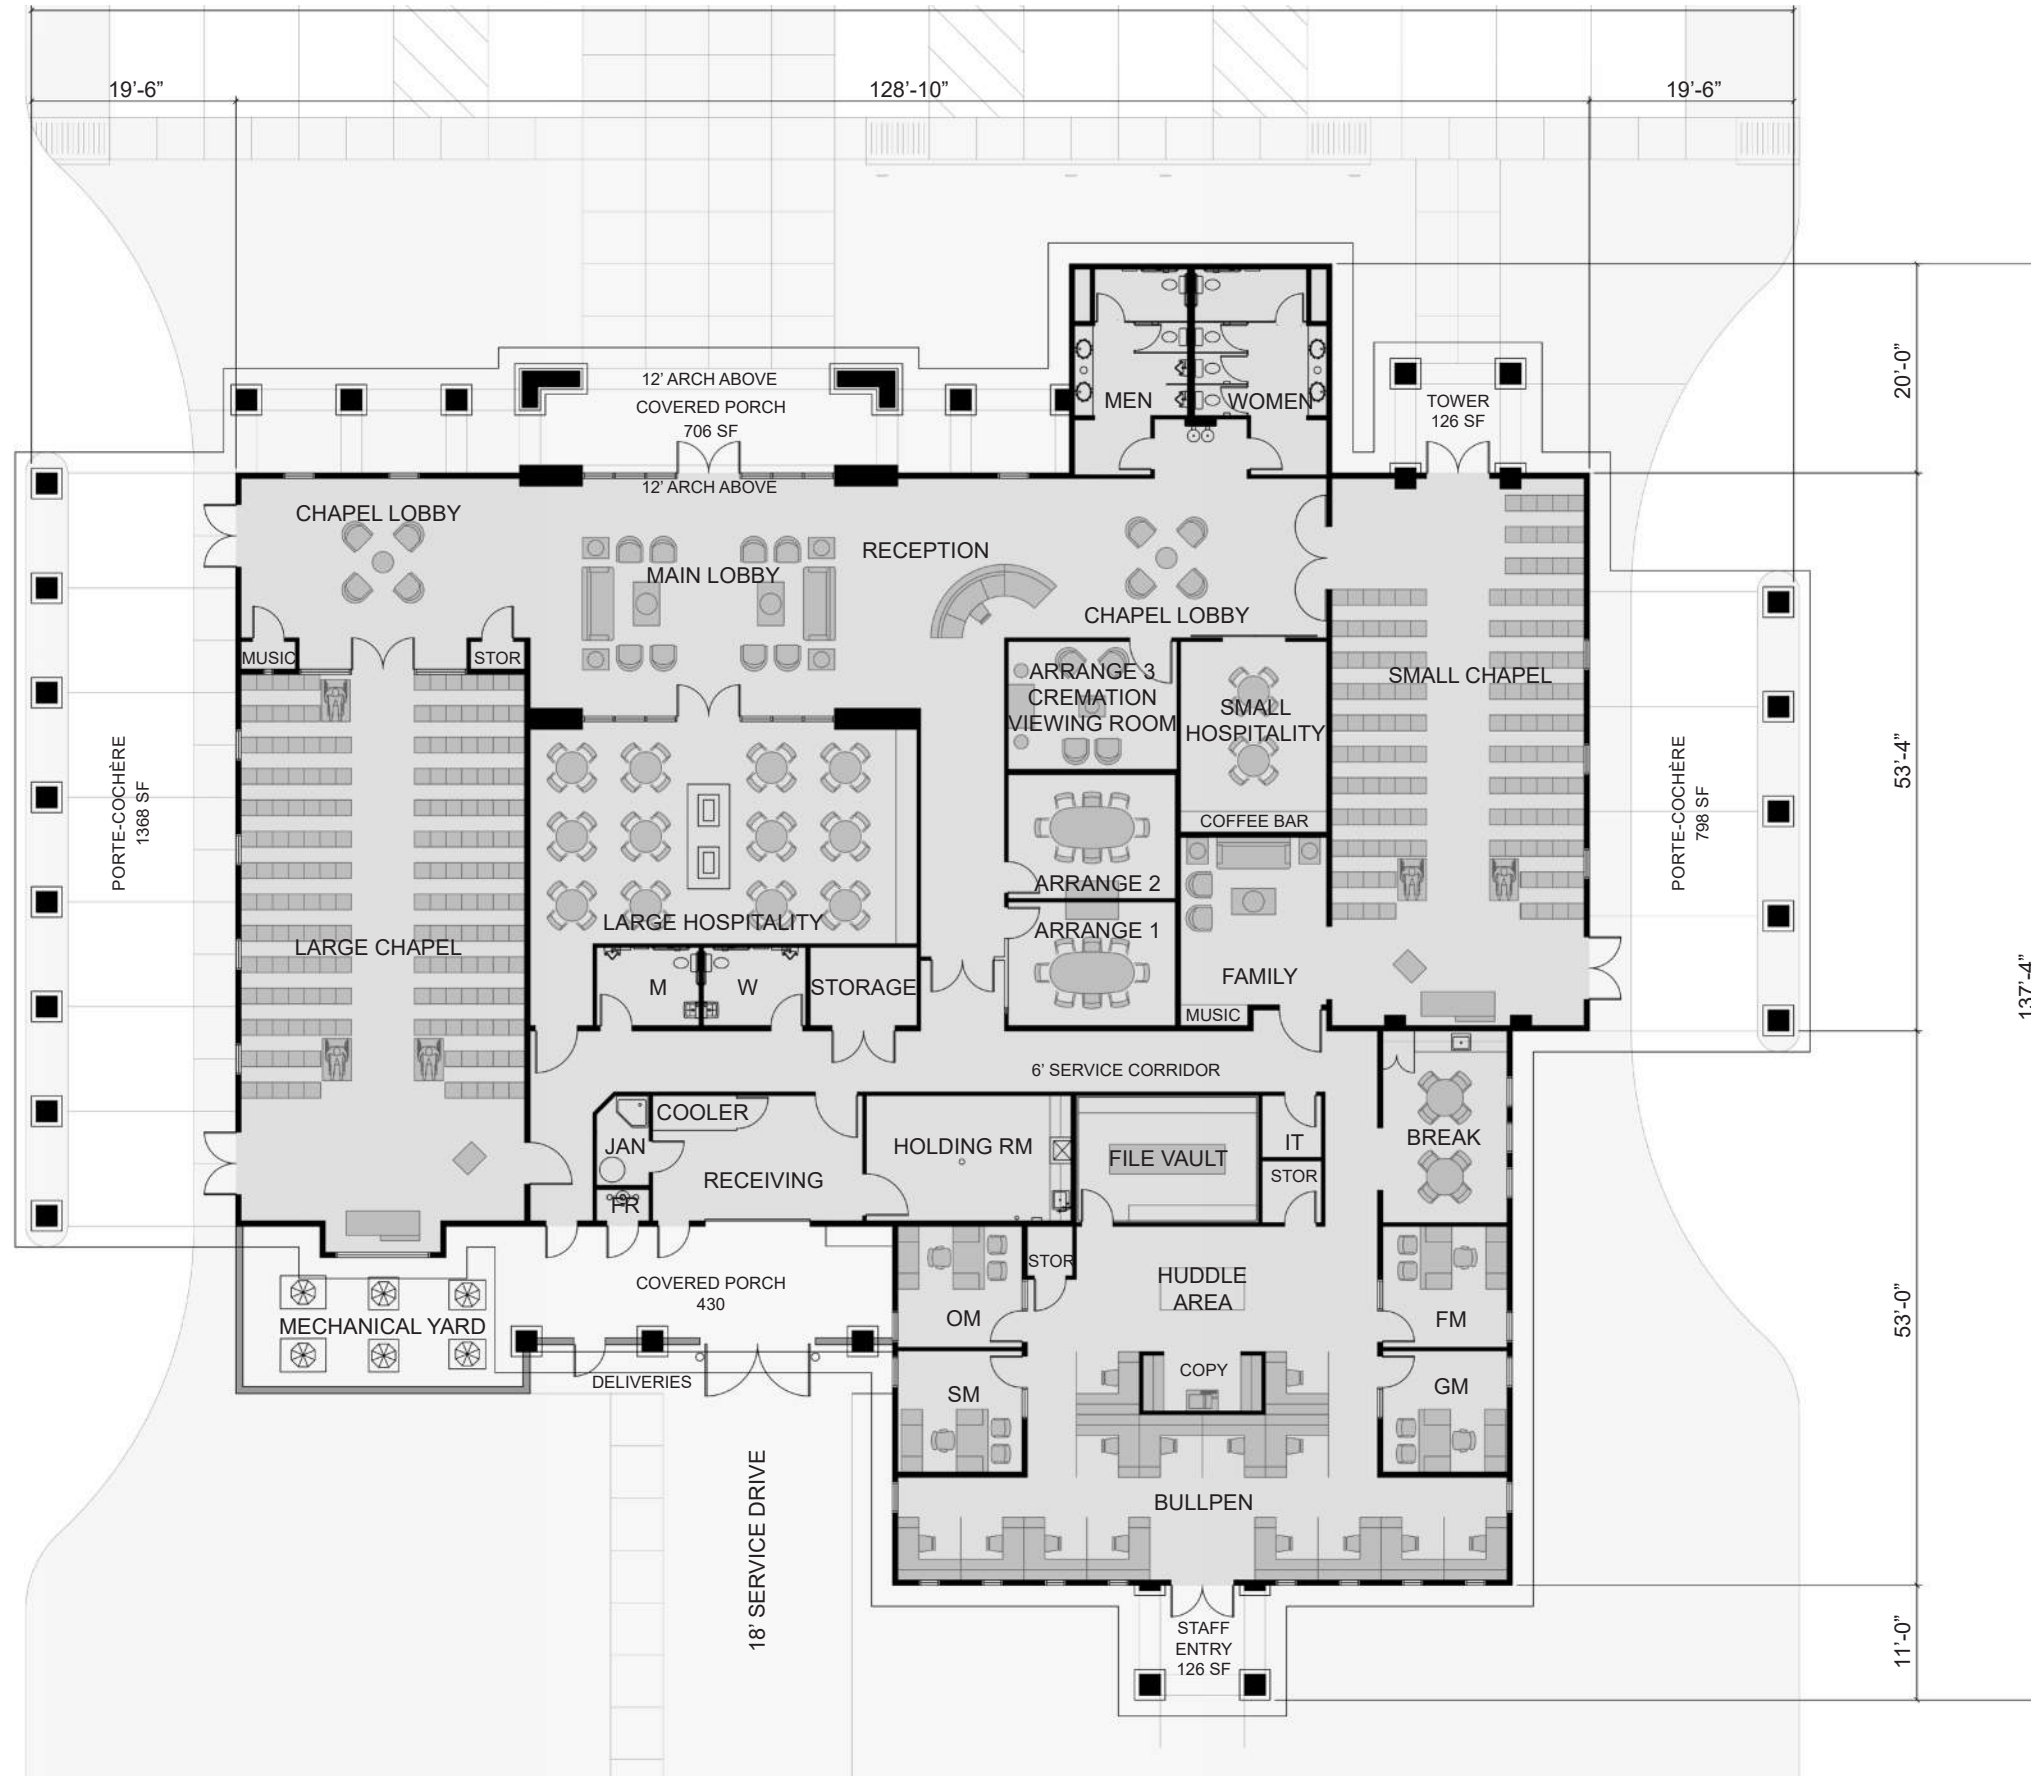 19’-6”
128’-10”
19’-6”
12’ ARCH ABOVE
COVERED PORCH
706 SF
MEN
WOMEN
TOWER
126 SF
20’-0”
12’ ARCH ABOVE
CHAPEL LOBBY
RECEPTION
MAIN LOBBY
CHAPEL LOBBY
MUSIC
STOR
ARRANGE 3
CREMATION
VIEWING ROOM
SMALL
HOSPITALITY
SMALL CHAPEL
53’-4”
PORTE-COCHÈRE
1368 SF
PORTE-COCHÈRE
798 SF
COFFEE BAR
ARRANGE 2
LARGE HOSPITALITY
ARRANGE 1
LARGE CHAPEL
FAMILY
M
W
STORAGE
MUSIC
137’-4”
6’ SERVICE CORRIDOR
COOLER
JAN
HOLDING RM
FILE VAULT
IT
BREAK
RECEIVING
STOR
FR
STOR
COVERED PORCH
430
HUDDLE
AREA
53’-0”
MECHANICAL YARD
OM
FM
DELIVERIES
COPY
SM
GM
BULLPEN
18’ SERVICE DRIVE
STAFF
ENTRY
126 SF
11’-0”